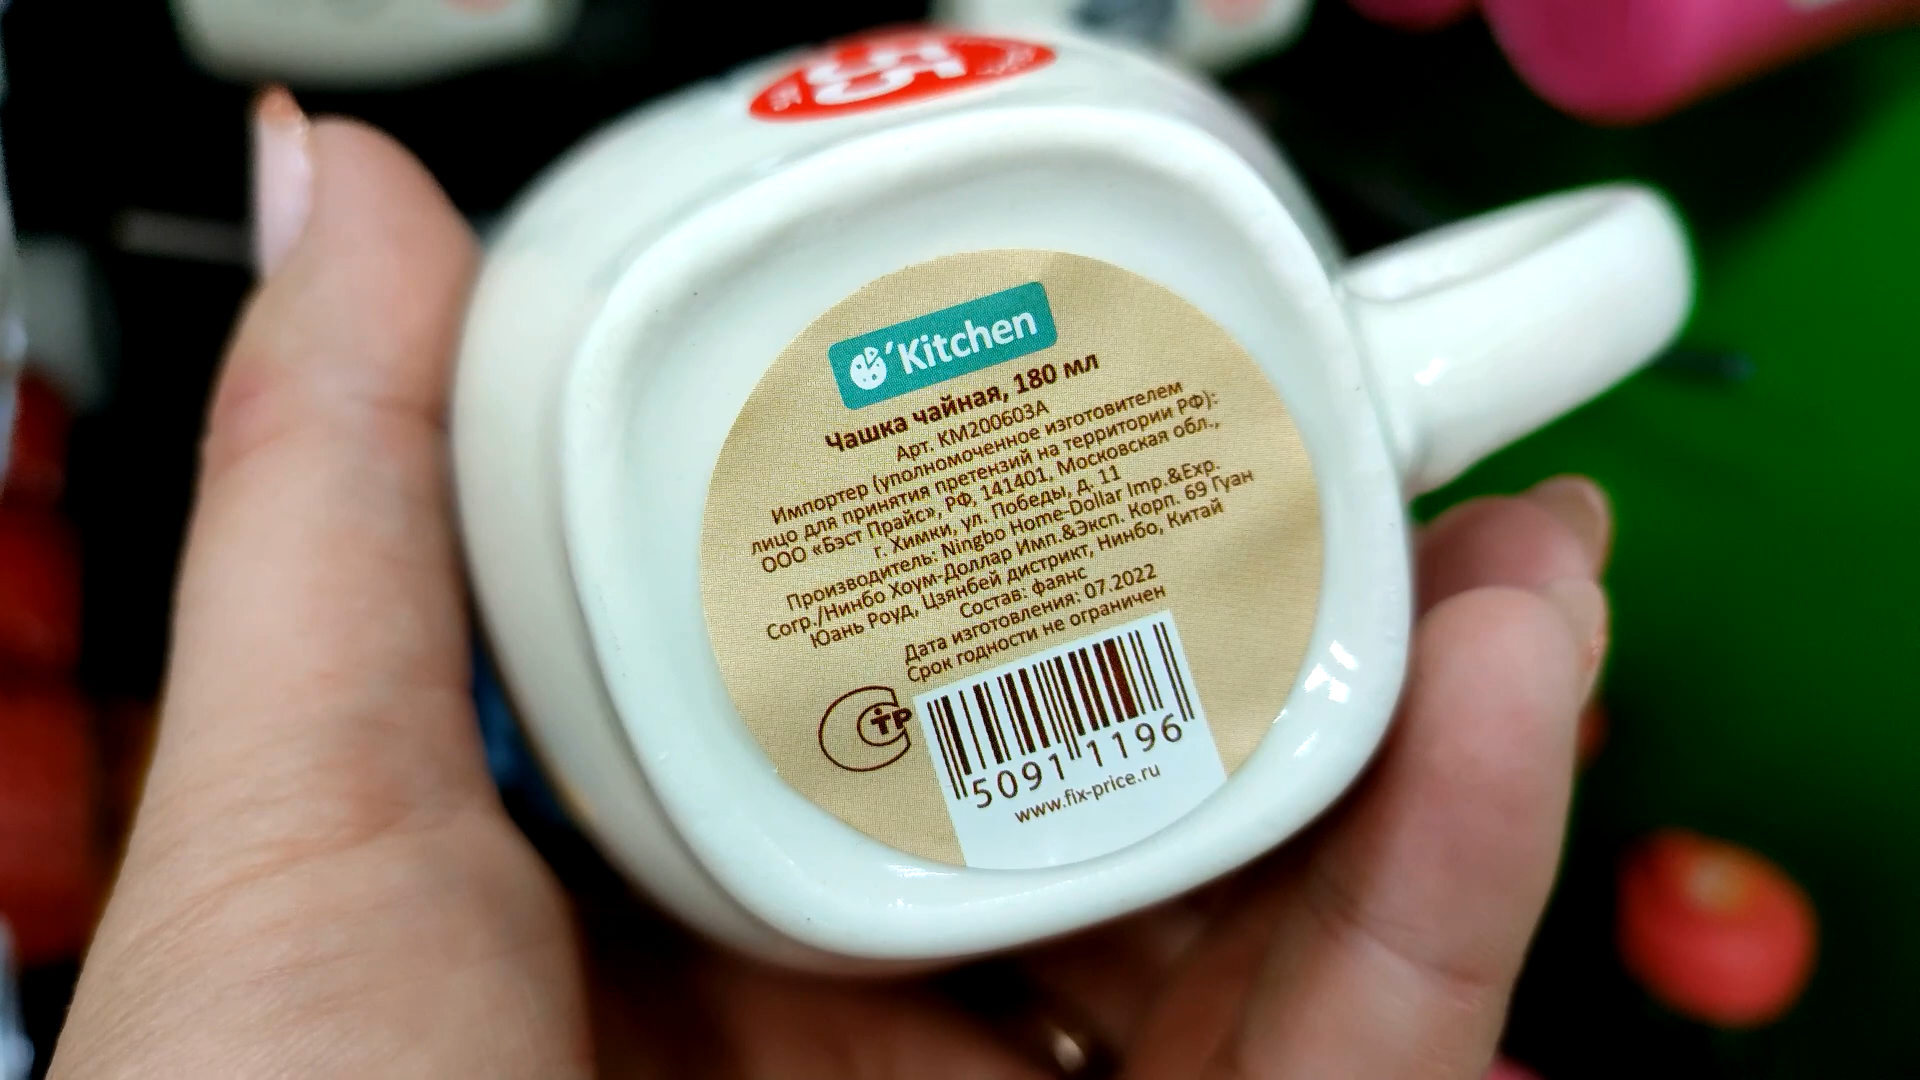 55
'Kitchen
Чашка чайная, 180 мл
Арт. КМ200603А
Импортер (уполномоченное изготовителем
лицо для принятия претензий на территории РФ):
ООО «Бэст Прайс», РФ, 141401, Московская обл.,
г. Химки, ул. Победы, д. 11
Производитель: Ningbo Home-Dollar Imp.&Exp.
Corp./Нинбо Хоум-Доллар Имп.&Эксп. Корп. 69 Гуан
Юань Роуд, Цзянбей дистрикт, Нинбо, Китай
Состав: фаянс
Дата изготовления: 07.2022
Срок годности не ограничен
СТР
5091 1196
www.fix-price.ru